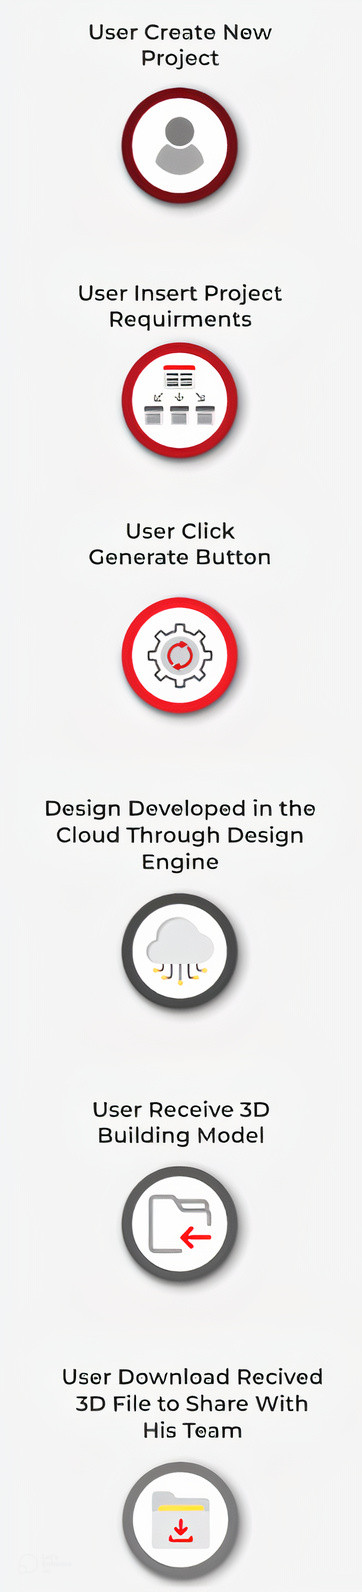 User Create New
Project
User Insert Project
Requirments
User Click
Generate Button
Design Developed in the
Cloud Through Design
Engine
User Receive 3D
Building Model
User Download Recived
3D File to Share With
His Team